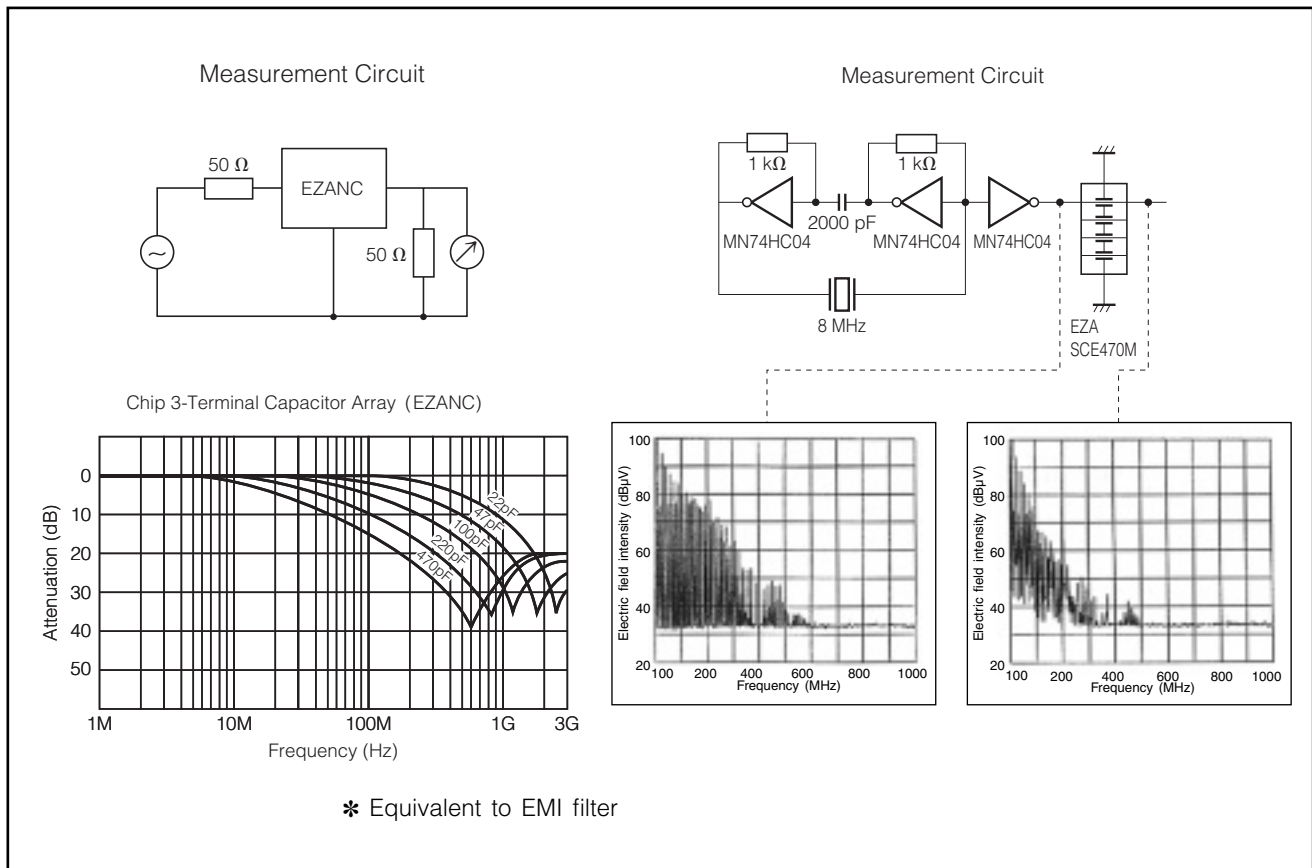 Measurement Circuit
50 Ω
EZANC
50 Ω
Measurement Circuit
1 kΩ
1 kΩ
2000 pF
MN74HC04
MN74HC04
MN74HC04
8 MHz
EZA
SCE470M
Chip 3-Terminal Capacitor Array (EZANC)
Attenuation (dB)
0
10
20
30
40
50
22pF
47pF
100pF
220pF
470pF
1M
10M
100M
1G
3G
Frequency (Hz)
Electric field intensity (dBµV)
100
80
60
40
20
100
200
400
600
800
1000
Frequency (MHz)
Electric field intensity (dBµV)
100
80
60
40
20
100
200
400
600
800
1000
Frequency (MHz)
✻ Equivalent to EMI filter